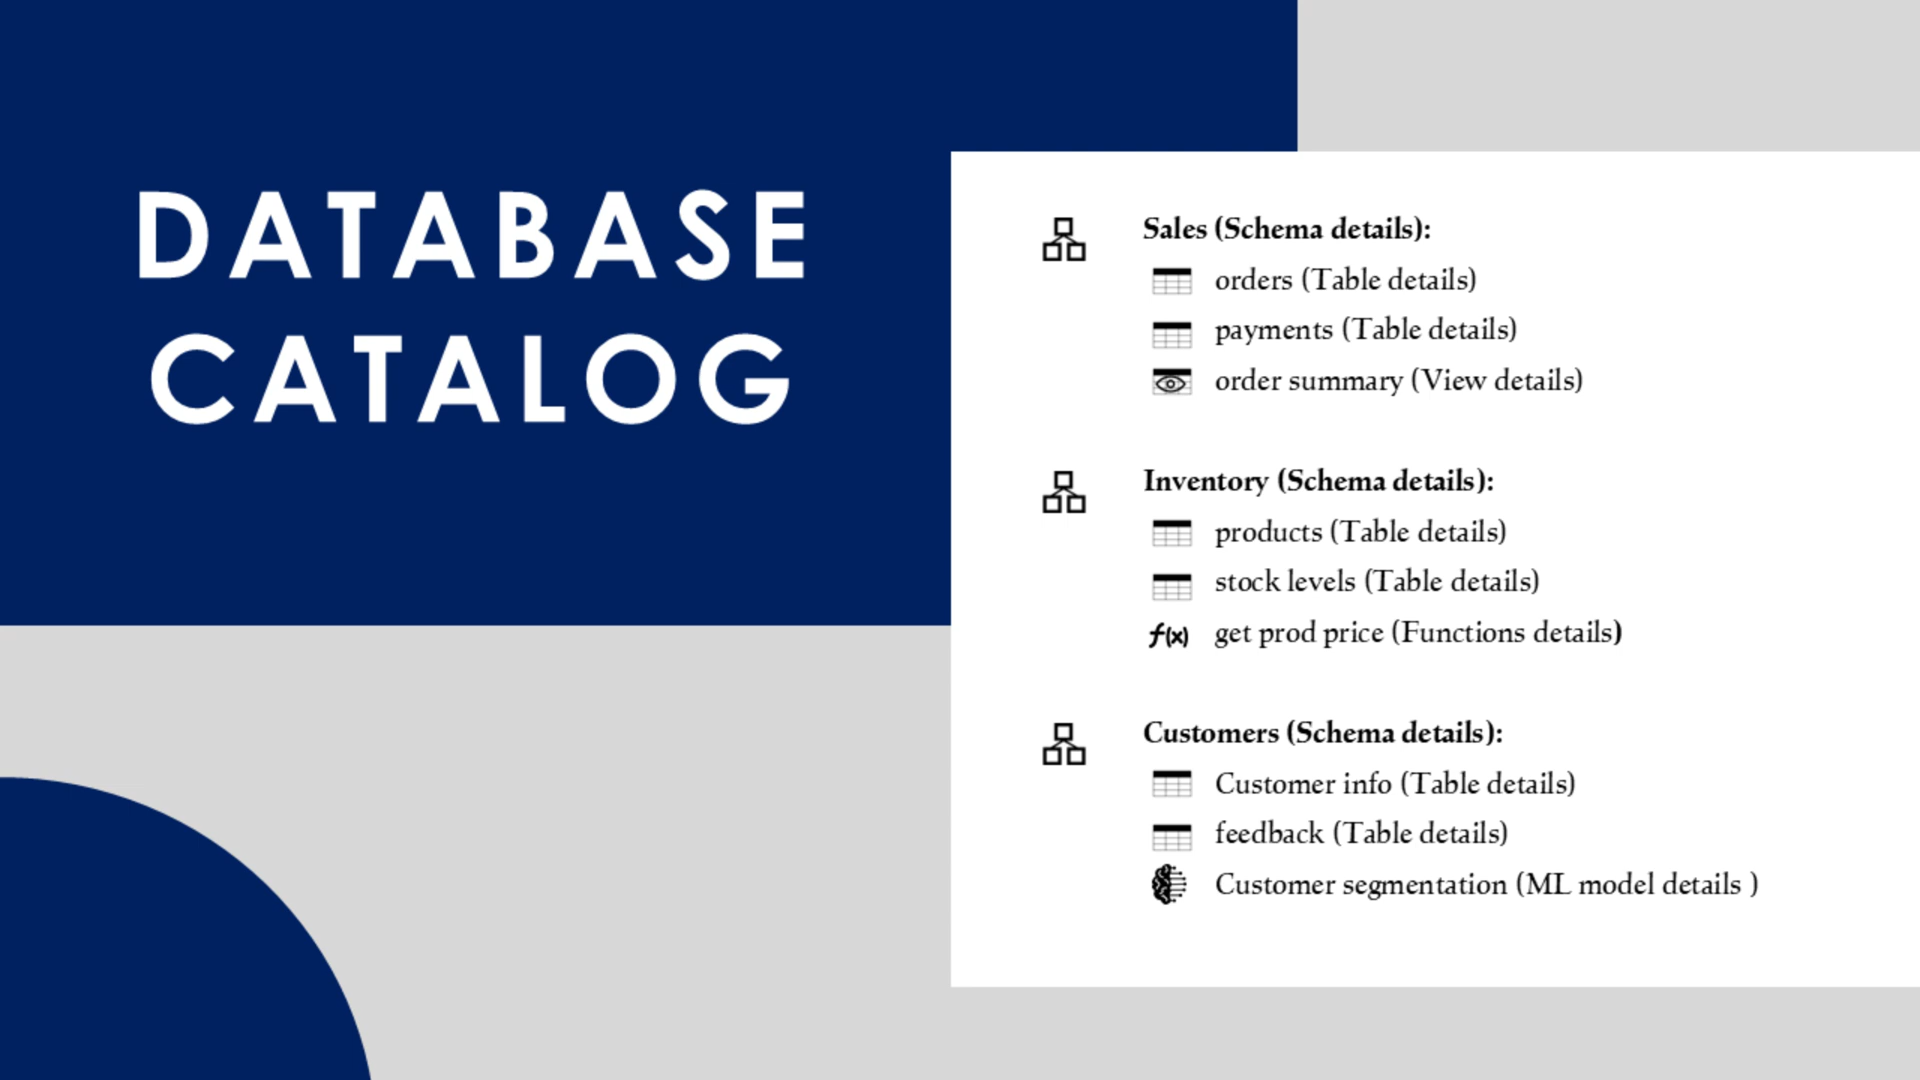 DATABASE
CATALOG
Sales (Schema details):
orders (Table details)
payments (Table details)
order summary (View details)
Inventory (Schema details):
products (Table details)
stock levels (Table details)
f(x) get prod price (Functions details)
Customers (Schema details):
Customer info (Table details)
feedback (Table details)
Customer segmentation (ML model details )